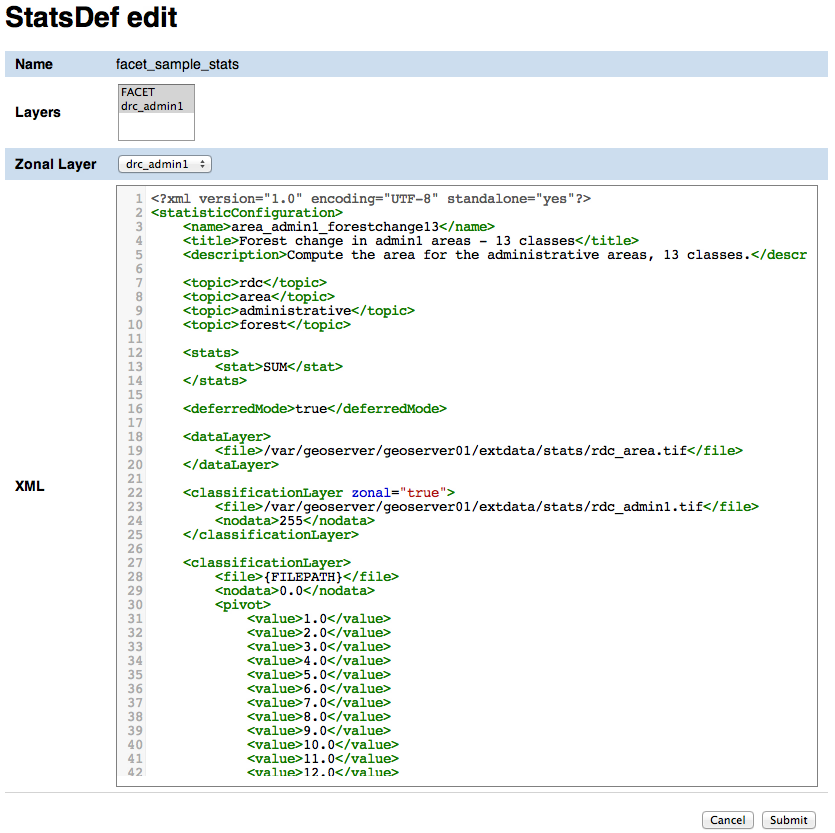 StatsDef edit
Name facet_sample_stats
Layers
FACET
drc_admin1
Zonal Layer drc_admin1
XML
1 <?xml version="1.0" encoding="UTF-8" standalone="yes"?>
2 <statisticConfiguration>
3 <name>area_admin1_forestchange13</name>
4 <title>Forest change in admin1 areas - 13 classes</title>
5 <description>Compute the area for the administrative areas, 13 classes.</descr
6
7 <topic>rdc</topic>
8 <topic>area</topic>
9 <topic>administrative</topic>
10 <topic>forest</topic>
11
12 <stats>
13 <stat>SUM</stat>
14 </stats>
15
16 <deferredMode>true</deferredMode>
17
18 <dataLayer>
19 <file>/var/geoserver/geoserver01/extdata/stats/rdc_area.tif</file>
20 </dataLayer>
21
22 <classificationLayer zonal="true">
23 <file>/var/geoserver/geoserver01/extdata/stats/rdc_admin1.tif</file>
24 <nodata>255</nodata>
25 </classificationLayer>
26
27 <classificationLayer>
28 <file>{FILEPATH}</file>
29 <nodata>0.0</nodata>
30 <pivot>
31 <value>1.0</value>
32 <value>2.0</value>
33 <value>3.0</value>
34 <value>4.0</value>
35 <value>5.0</value>
36 <value>6.0</value>
37 <value>7.0</value>
38 <value>8.0</value>
39 <value>9.0</value>
40 <value>10.0</value>
41 <value>11.0</value>
42 <value>12.0</value>
Cancel Submit